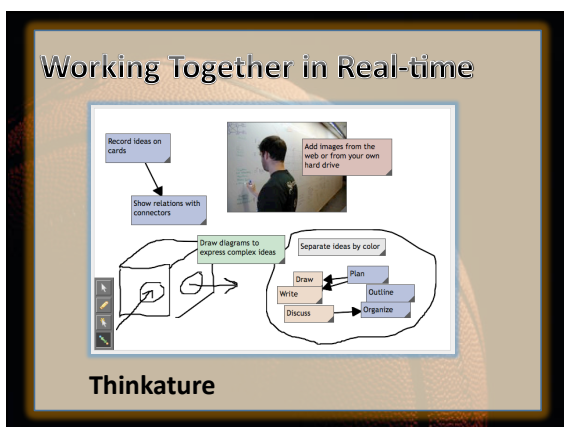 Working Together in Real-time
Record ideas on
cards
Add images from the
web or from your own
hard drive
Show relations with
connectors
Draw diagrams to
express complex ideas
Separate ideas by color
Draw
Plan
Write
Outline
Discuss
Organize
Thinkature